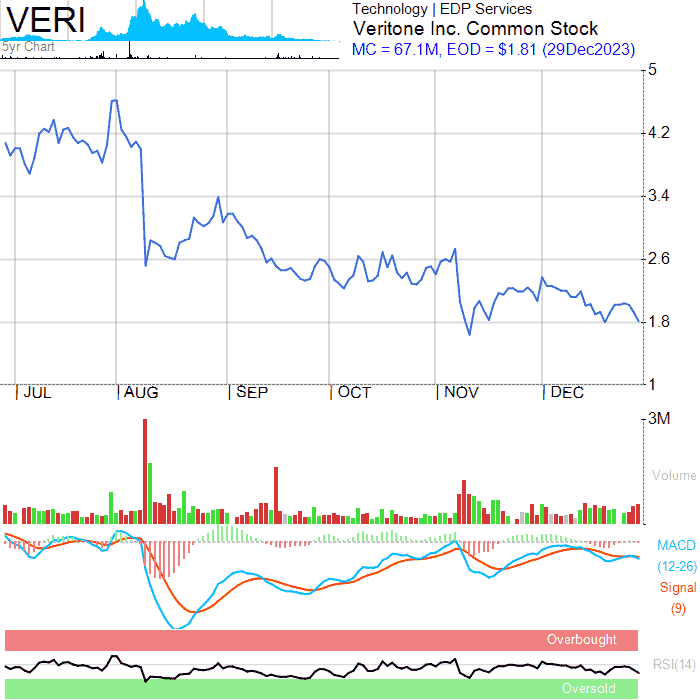 VERI
5yr Chart
Technology | EDP Services
Veritone Inc. Common Stock
MC = 67.1M, EOD = $1.81 (29Dec2023)
5
4.2
3.4
2.6
1.8
1
JUL AUG SEP OCT NOV DEC
3M
Volume
MACD
(12-26)
Signal
(9)
Overbought
RSI(14)
Oversold